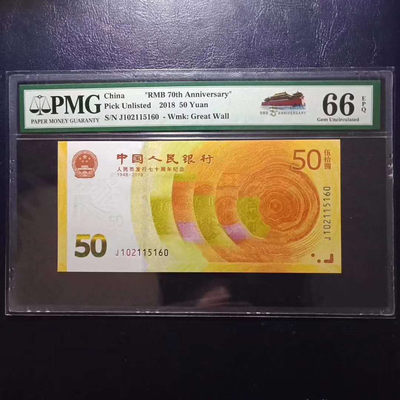 PMG
PAPER MONEY GUARANTY
China "RMB 70th Anniversary"
Pick Unlisted 2018 50 Yuan
S/N J102115160 - Wmk: Great Wall
66 EPQ
Gem Uncirculated
中国人民银行
人民币发行七十周年纪念
1948-2018
50 伍拾圆
50
J102115160
J102115160